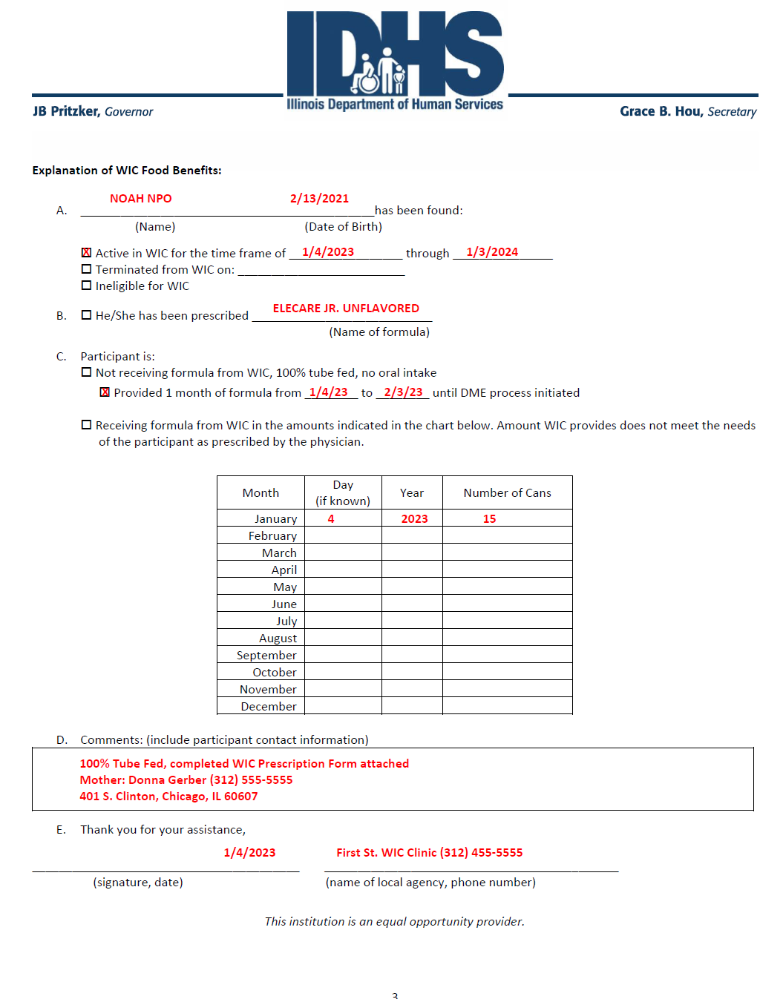 IDHS
Illinois Department of Human Services
JB Pritzker, Governor
Grace B. Hou, Secretary
Explanation of WIC Food Benefits:
NOAH NPO 2/13/2021
A. ____________________________________________has been found:
(Name) (Date of Birth)
☒ Active in WIC for the time frame of 1/4/2023 through 1/3/2024
☐ Terminated from WIC on: _________________________
☐ Ineligible for WIC
B. ☐ He/She has been prescribed ELECARE JR. UNFLAVORED
(Name of formula)
C. Participant is:
☐ Not receiving formula from WIC, 100% tube fed, no oral intake
☒ Provided 1 month of formula from 1/4/23 to 2/3/23 until DME process initiated
☐ Receiving formula from WIC in the amounts indicated in the chart below. Amount WIC provides does not meet the needs
of the participant as prescribed by the physician.
Month Day (if known) Year Number of Cans
January 4 2023 15
February
March
April
May
June
July
August
September
October
November
December
D. Comments: (include participant contact information)
100% Tube Fed, completed WIC Prescription Form attached
Mother: Donna Gerber (312) 555-5555
401 S. Clinton, Chicago, IL 60607
E. Thank you for your assistance,
1/4/2023 First St. WIC Clinic (312) 455-5555
(signature, date) (name of local agency, phone number)
This institution is an equal opportunity provider.
3